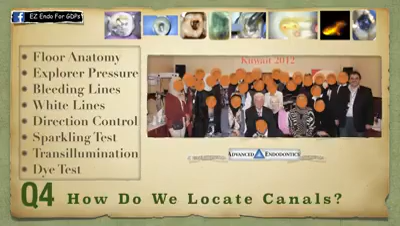 EZ Endo For GDPs
Floor Anatomy
Explorer Pressure
Bleeding Lines
White Lines
Direction Control
Sparkling Test
Transillumination
Dye Test
Kuwait 2012
ADVANCED ENDODONTICS
Q4 How Do We Locate Canals?